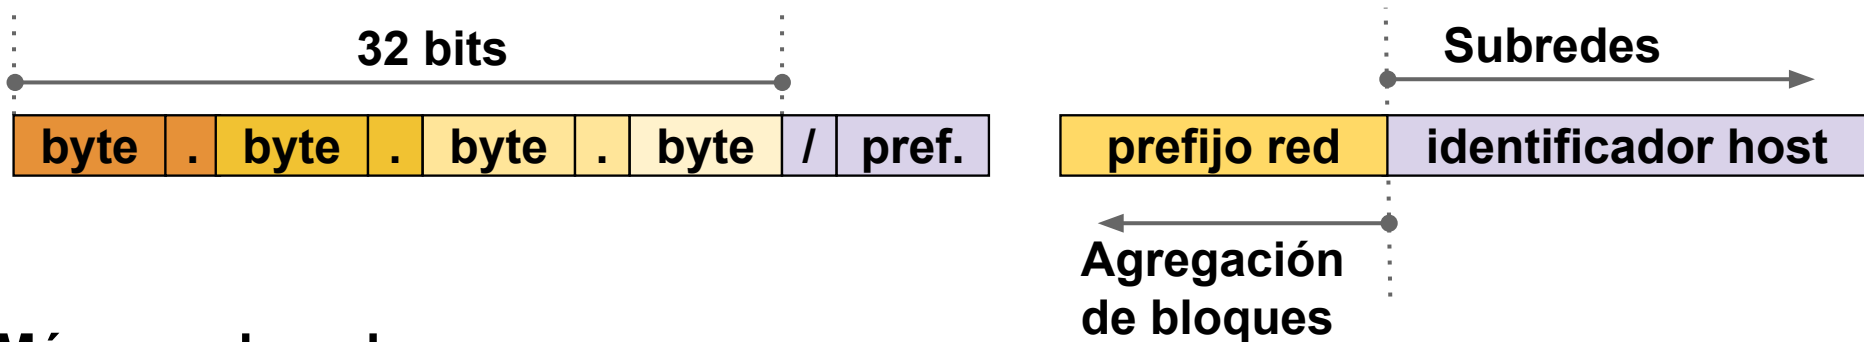 32 bits
byte . byte . byte . byte / pref.
Subredes
prefijo red identificador host
Agregación
de bloques